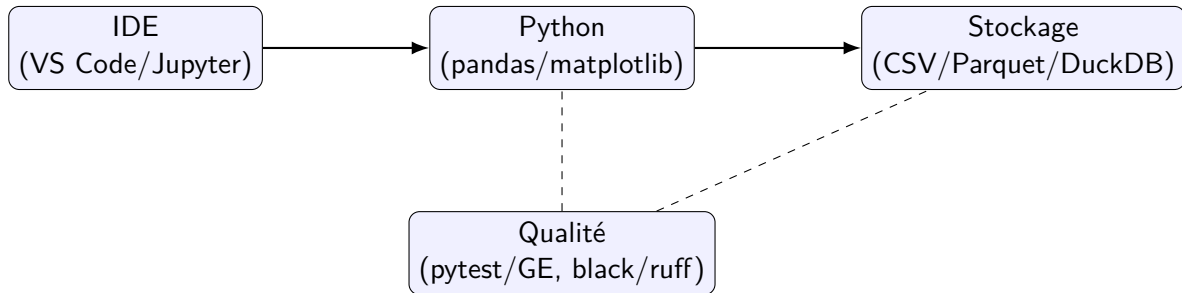 IDE
(VS Code/Jupyter)
Python
(pandas/matplotlib)
Stockage
(CSV/Parquet/DuckDB)
Qualité
(pytest/GE, black/ruff)